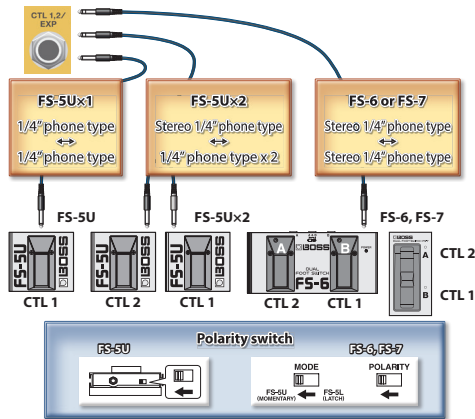 CTL 1,2/
EXP
FS-5U×1
1/4” phone type
1/4” phone type
FS-5U×2
Stereo 1/4” phone type
1/4” phone type x 2
FS-6 or FS-7
Stereo 1/4” phone type
Stereo 1/4” phone type
FS-5U
FS-5U×2
FS-6, FS-7
FS-5U
BOSS
FS-5U
BOSS
FS-5U
BOSS
A
B
POWER
BOSS
DUAL
FOOT SWITCH
FS-6
BOSS
A
B
CTL 2
CTL 1
CTL 1
CTL 2
CTL 1
CTL 2
CTL 1
Polarity switch
FS-5U
FS-6, FS-7
MODE
POLARITY
FS-5U
(MOMENTARY)
FS-5L
(LATCH)